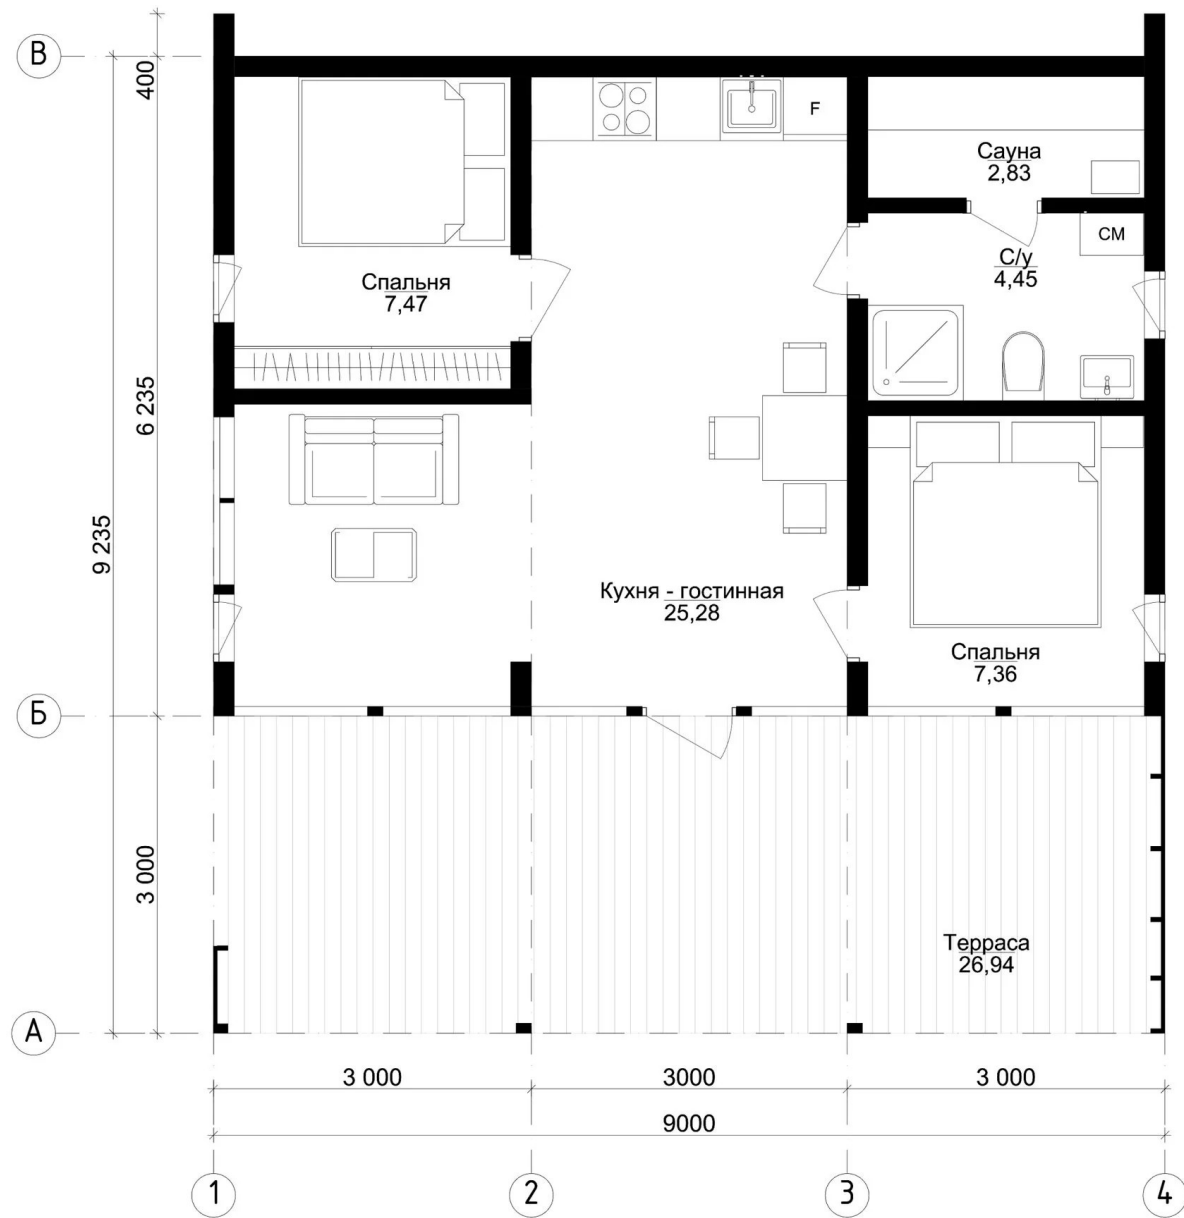 В
400
F
Сауна
2,83
СМ
С/у
4,45
Спальня
7,47
6 235
9 235
Кухня - гостинная
25,28
Спальня
7,36
Б
3 000
Терраса
26,94
А
3 000
3000
3 000
9000
1
2
3
4